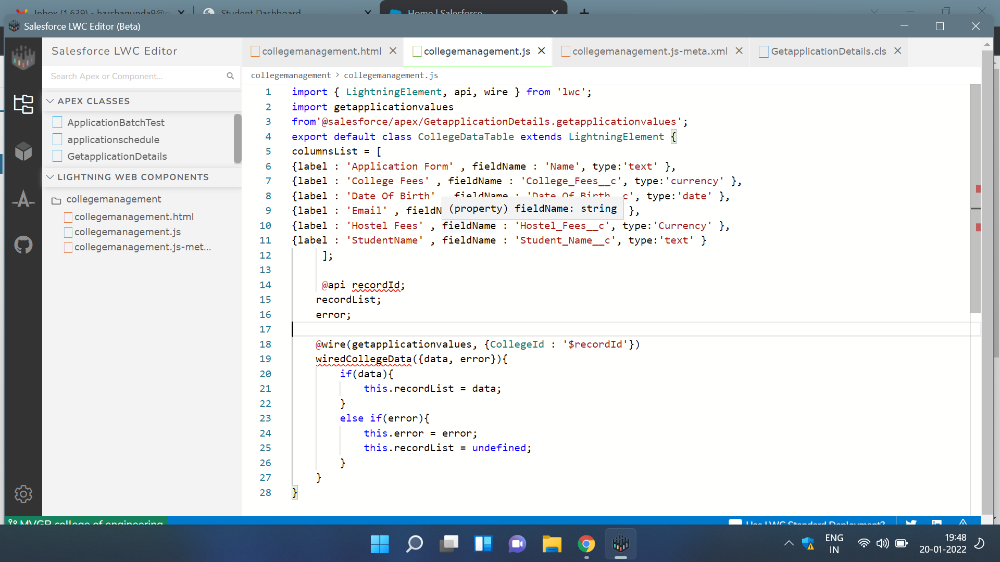 Inbox (1,639) - harshagunda9@g
Student Dashboard
Home | Salesforce
Salesforce LWC Editor (Beta)
Salesforce LWC Editor
Search Apex or Component...
APEX CLASSES
ApplicationBatchTest
applicationschedule
GetapplicationDetails
LIGHTNING WEB COMPONENTS
collegemanagement
collegemanagement.html
collegemanagement.js
collegemanagement.js-met...
collegemanagement.html
collegemanagement.js
collegemanagement.js-meta.xml
GetapplicationDetails.cls
collegemanagement > collegemanagement.js
1 import { LightningElement, api, wire } from 'lwc';
2 import getapplicationvalues
3 from'@salesforce/apex/GetapplicationDetails.getapplicationvalues';
4 export default class CollegeDataTable extends LightningElement {
5 columnsList = [
6 {label : 'Application Form' , fieldName : 'Name', type:'text' },
7 {label : 'College Fees' , fieldName : 'College_Fees__c', type:'currency' },
8 {label : 'Date Of Birth' , fieldName : 'Date_Of_Birth__c', type:'date' },
9 {label : 'Email' , fieldN },
(property) fieldName: string
10 {label : 'Hostel Fees' , fieldName : 'Hostel_Fees__c', type:'Currency' },
11 {label : 'StudentName' , fieldName : 'Student_Name__c', type:'text' }
12 ];
13
14 @api recordId;
15 recordList;
16 error;
17
18 @wire(getapplicationvalues, {CollegeId : '$recordId'})
19 wiredCollegeData({data, error}){
20 if(data){
21 this.recordList = data;
22 }
23 else if(error){
24 this.error = error;
25 this.recordList = undefined;
26 }
27 }
28 }
MVGR college of engineering
Use LWC Standard Deployment?
ENG
IN
19:48
20-01-2022